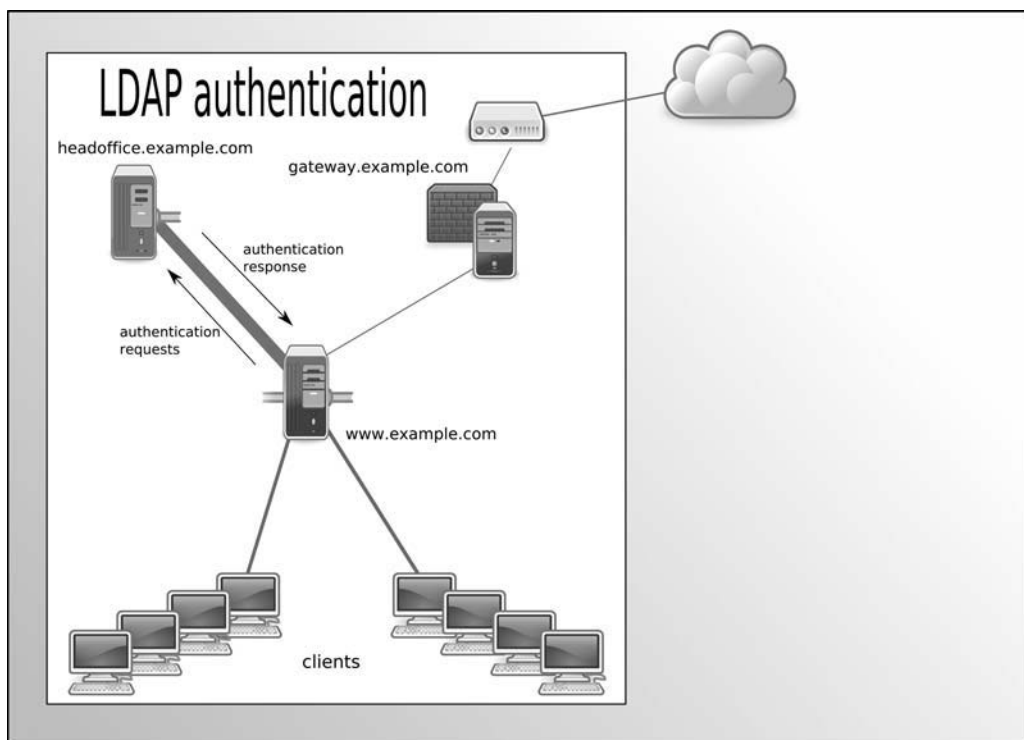 LDAP authentication
headoffice.example.com
gateway.example.com
authentication
response
authentication
requests
www.example.com
clients